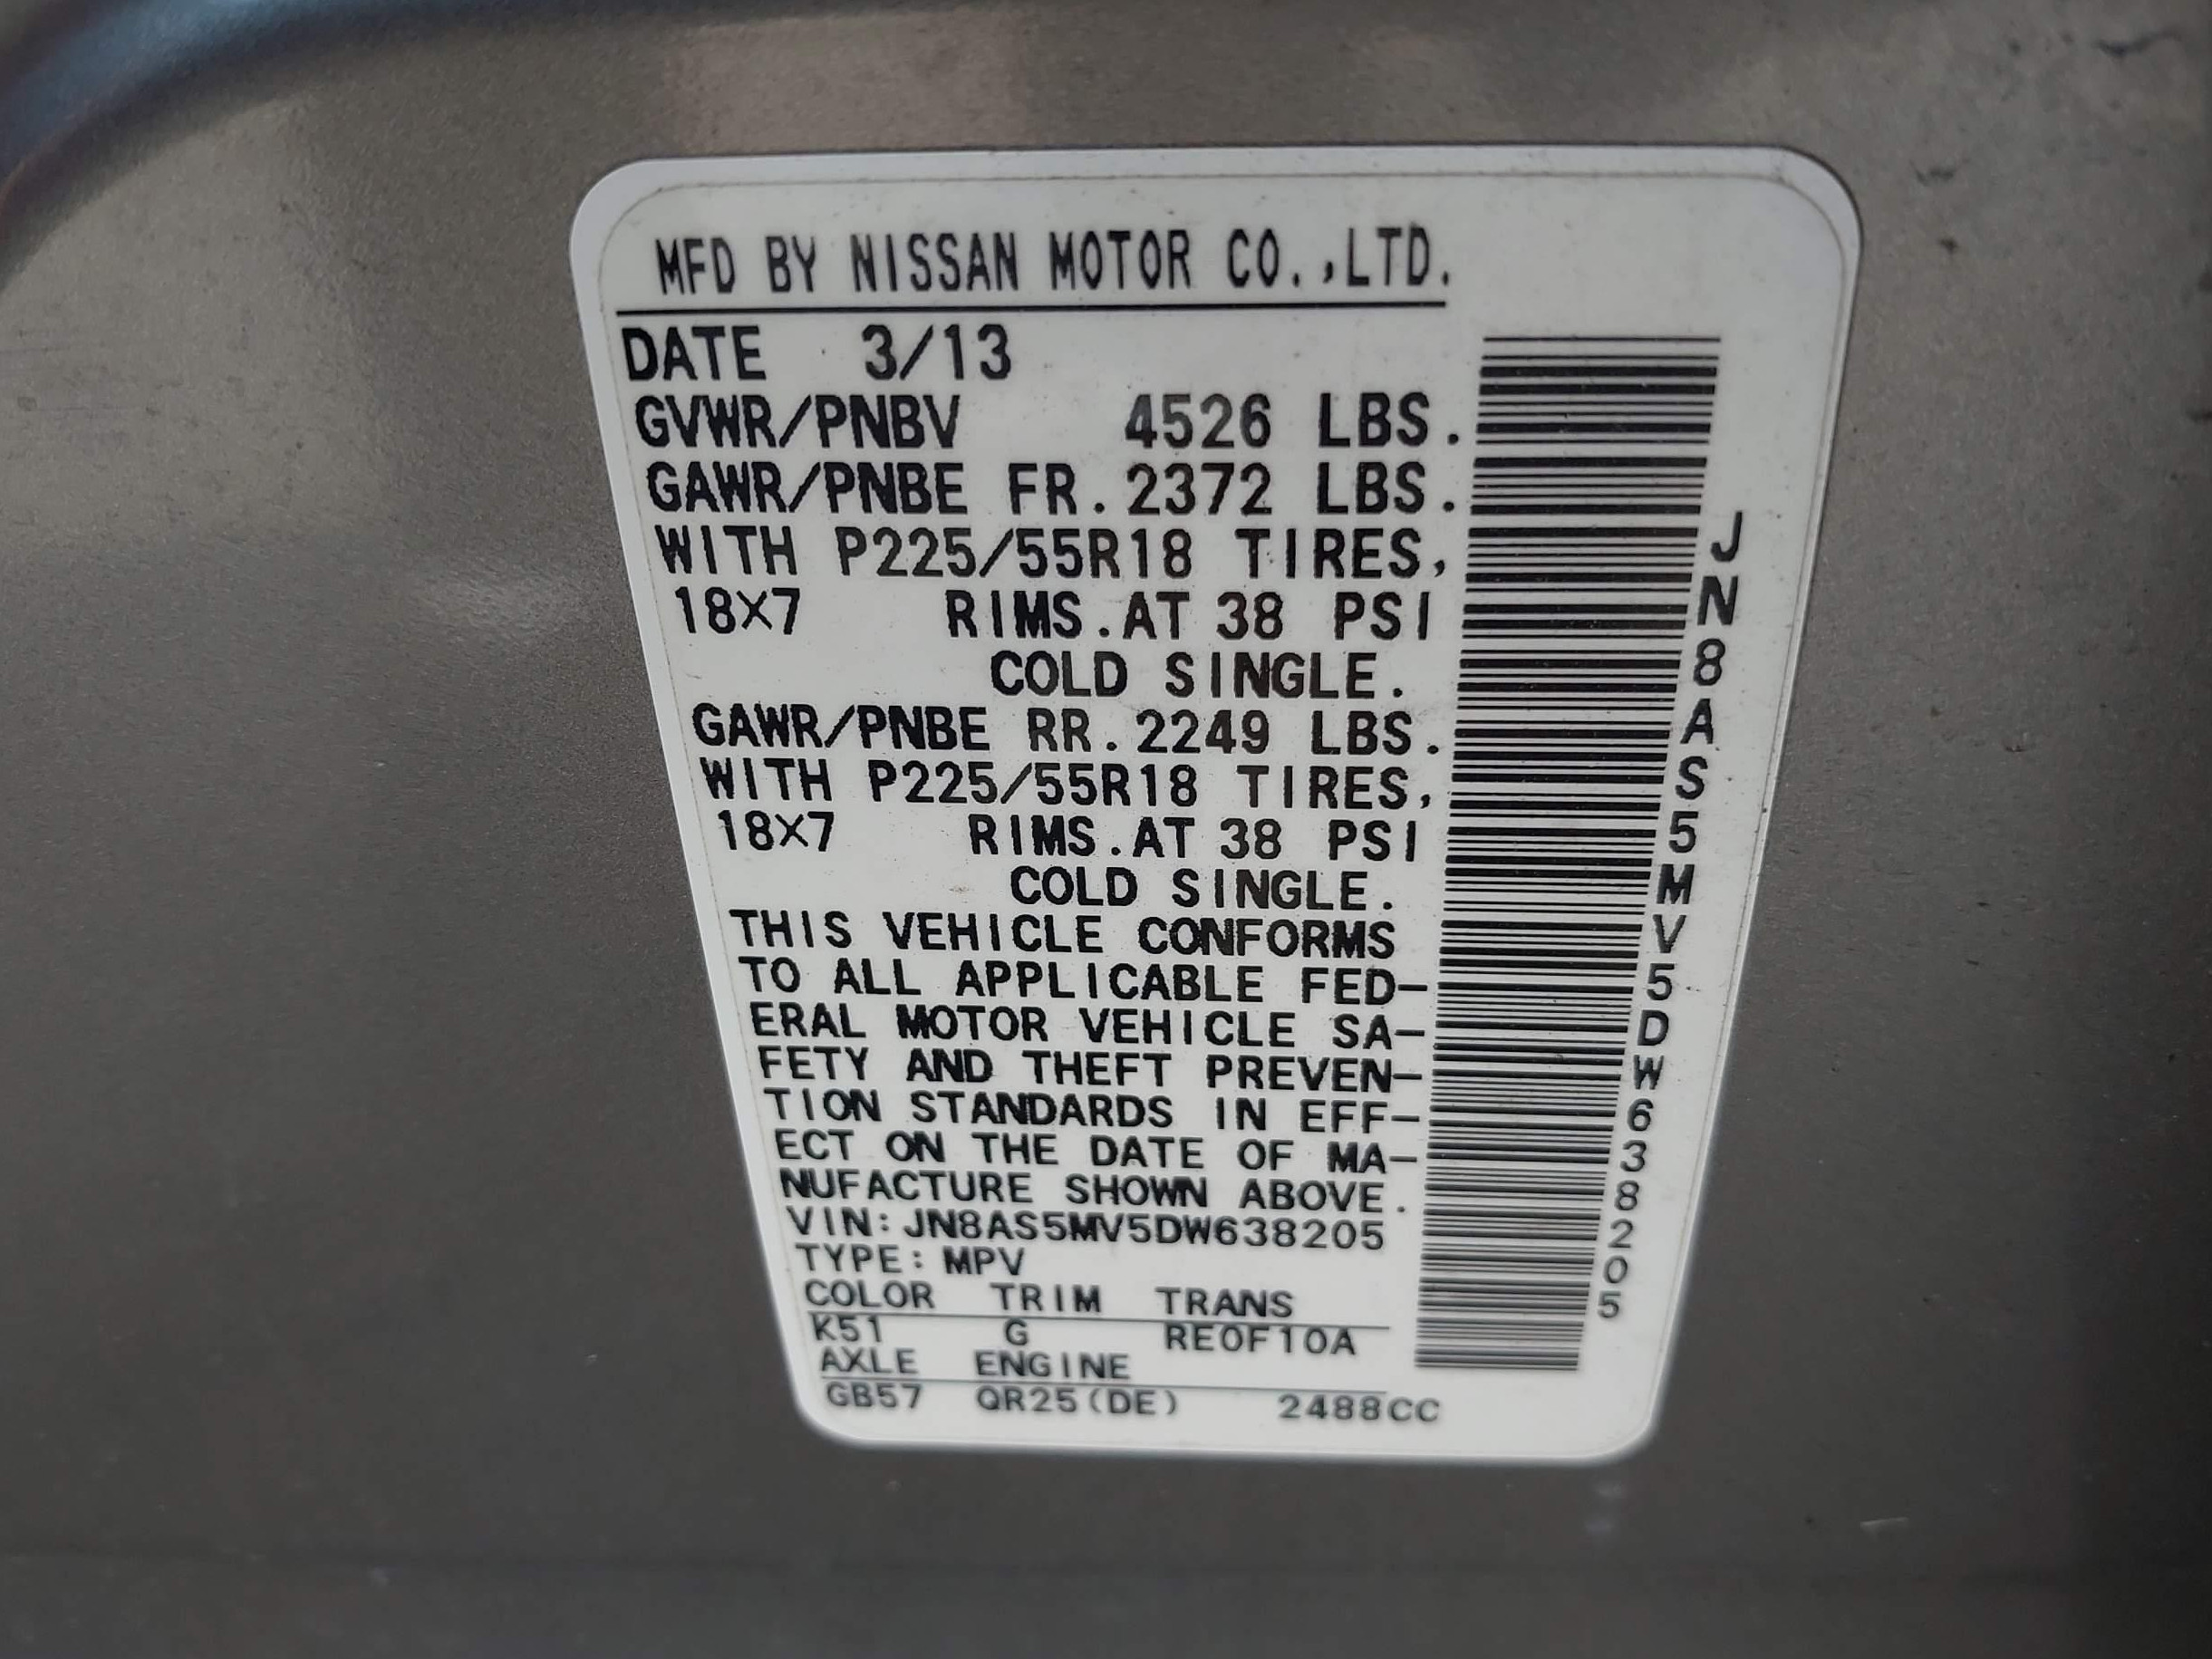 MFD BY NISSAN MOTOR CO.,LTD.
DATE 3/13
GVWR/PNBV 4526 LBS.
GAWR/PNBE FR.2372 LBS.
WITH P225/55R18 TIRES,
18X7 RIMS.AT 38 PSI
COLD SINGLE.
GAWR/PNBE RR.2249 LBS.
WITH P225/55R18 TIRES,
18X7 RIMS.AT 38 PSI
COLD SINGLE.
THIS VEHICLE CONFORMS
TO ALL APPLICABLE FED-
ERAL MOTOR VEHICLE SA-
FETY AND THEFT PREVEN-
TION STANDARDS IN EFF-
ECT ON THE DATE OF MA-
NUFACTURE SHOWN ABOVE.
VIN:JN8AS5MV5DW638205
TYPE:MPV
COLOR TRIM TRANS
K51 G RE0F10A
AXLE ENGINE
GB57 QR25(DE) 2488CC
JN8AS5MV5DW638205